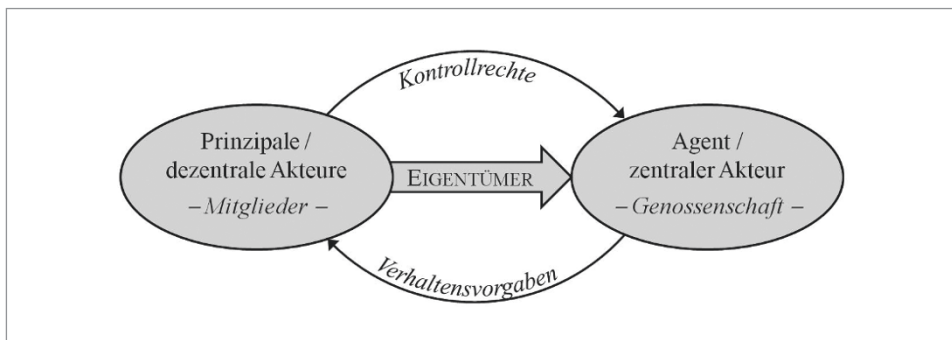 Kontrollrechte
Prinzipale /
dezentrale Akteure
– Mitglieder –
EIGENTÜMER
Agent /
zentraler Akteur
– Genossenschaft –
Verhaltensvorgaben